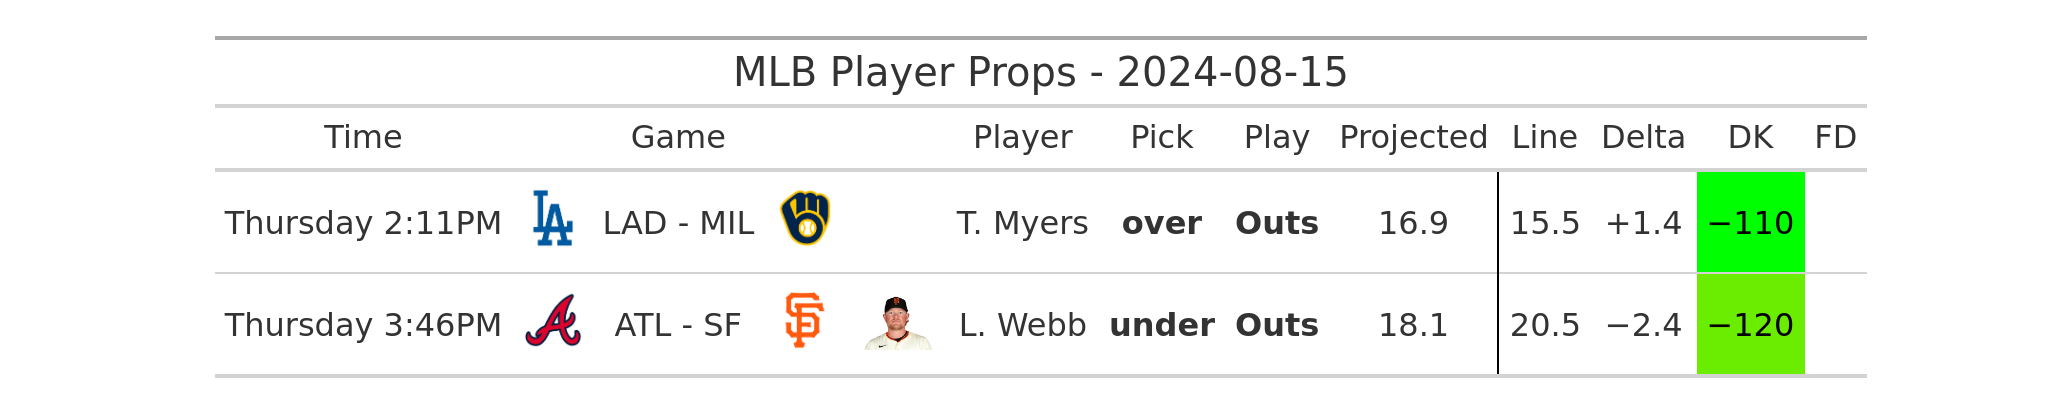 MLB Player Props - 2024-08-15
Time Game Player Pick Play Projected Line Delta DK FD
Thursday 2:11PM LA LAD - MIL T. Myers over Outs 16.9 15.5 +1.4 −110
Thursday 3:46PM A ATL - SF SF L. Webb under Outs 18.1 20.5 −2.4 −120